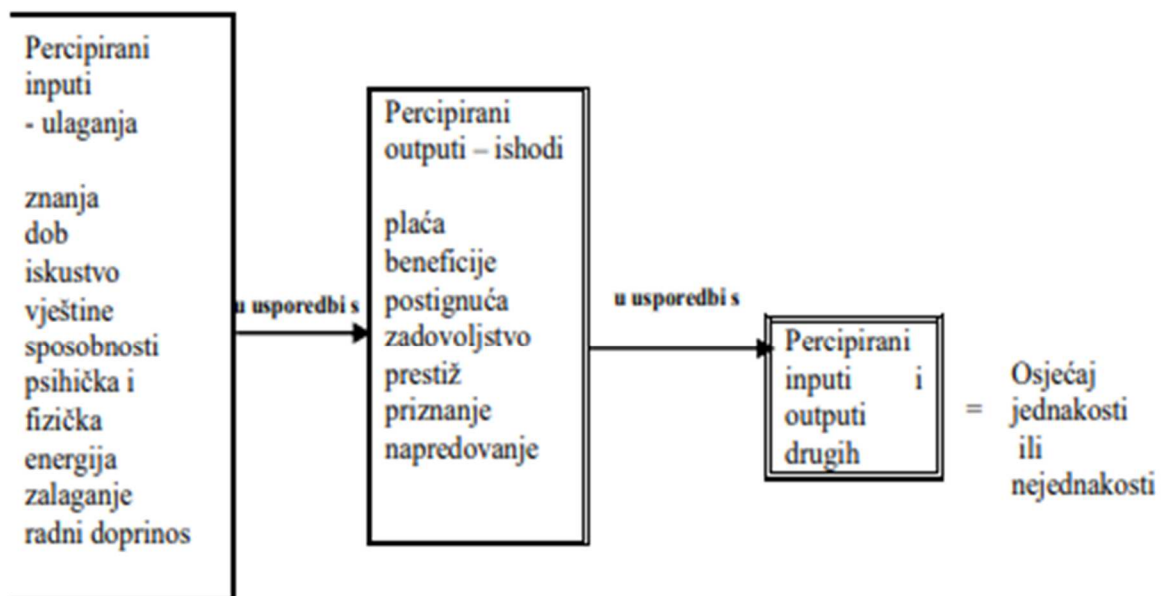 Percipirani
inputi
- ulaganja
znanja
dob
iskustvo
vještine
sposobnosti
psihička i
fizička
energija
zalaganje
radni doprinos
u usporedbi s
Percipirani
outputi – ishodi
plaća
beneficije
postignuća
zadovoljstvo
prestiž
priznanje
napredovanje
u usporedbi s
Percipirani
inputi i
outputi
drugih
=
Osjećaj
jednakosti
ili
nejednakosti